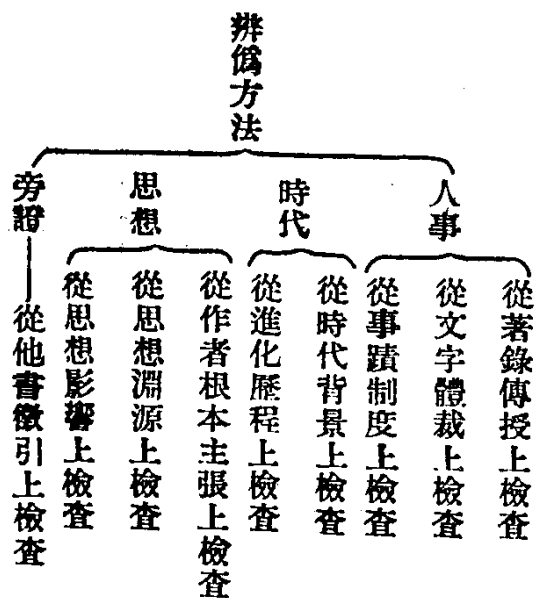 辨僞方法
人事
從著錄傳授上檢查
從文字體裁上檢查
從事蹟制度上檢查
時代
從時代背景上檢查
從進化歷程上檢查
思想
從作者根本主張上檢查
從思想淵源上檢查
從思想影響上檢查
旁證
從他書徵引上檢查